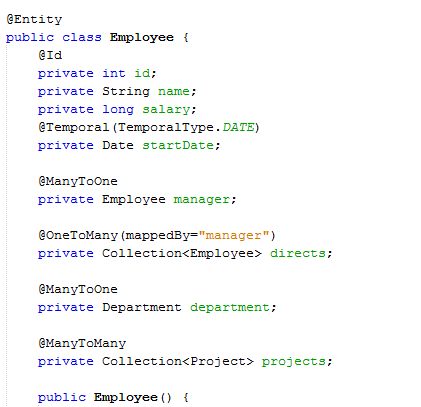 @Entity
public class Employee {
@Id
private int id;
private String name;
private long salary;
@Temporal(TemporalType.DATE)
private Date startDate;
@ManyToOne
private Employee manager;
@OneToMany(mappedBy="manager")
private Collection<Employee> directs;
@ManyToOne
private Department department;
@ManyToMany
private Collection<Project> projects;
public Employee() {